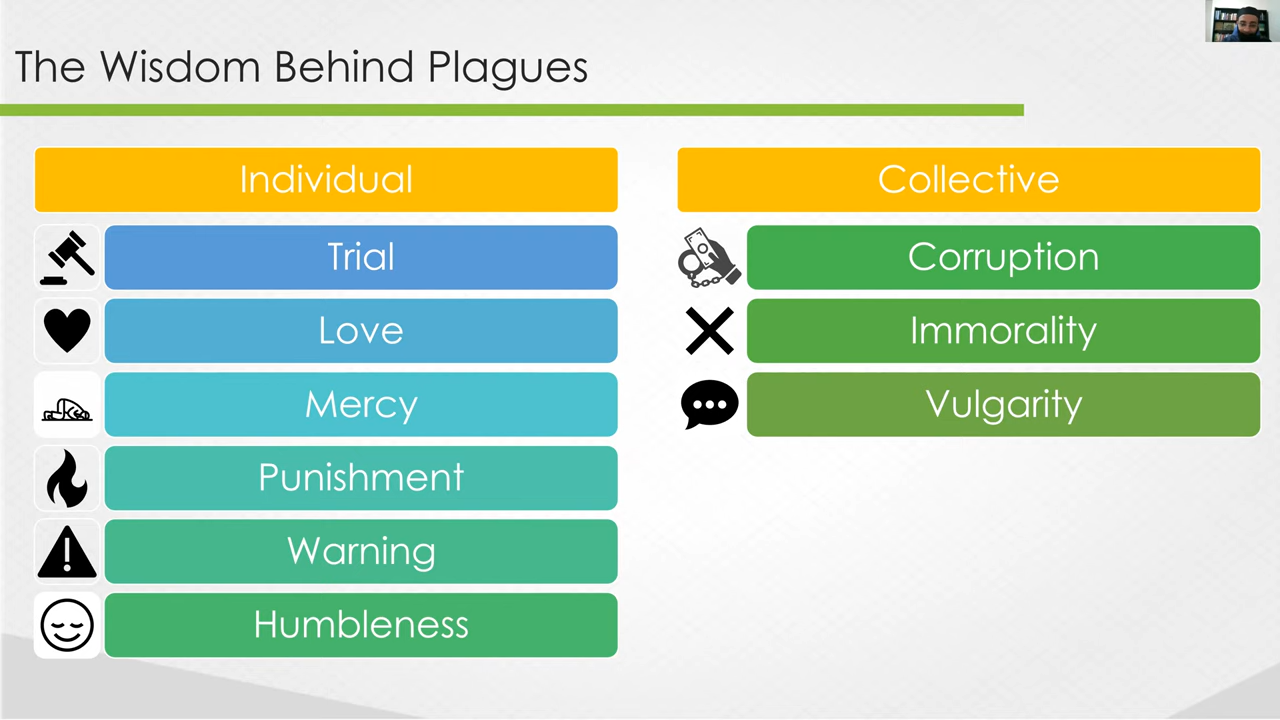 The Wisdom Behind Plagues
Individual
Trial
Love
Mercy
Punishment
Warning
Humbleness
Collective
Corruption
Immorality
Vulgarity